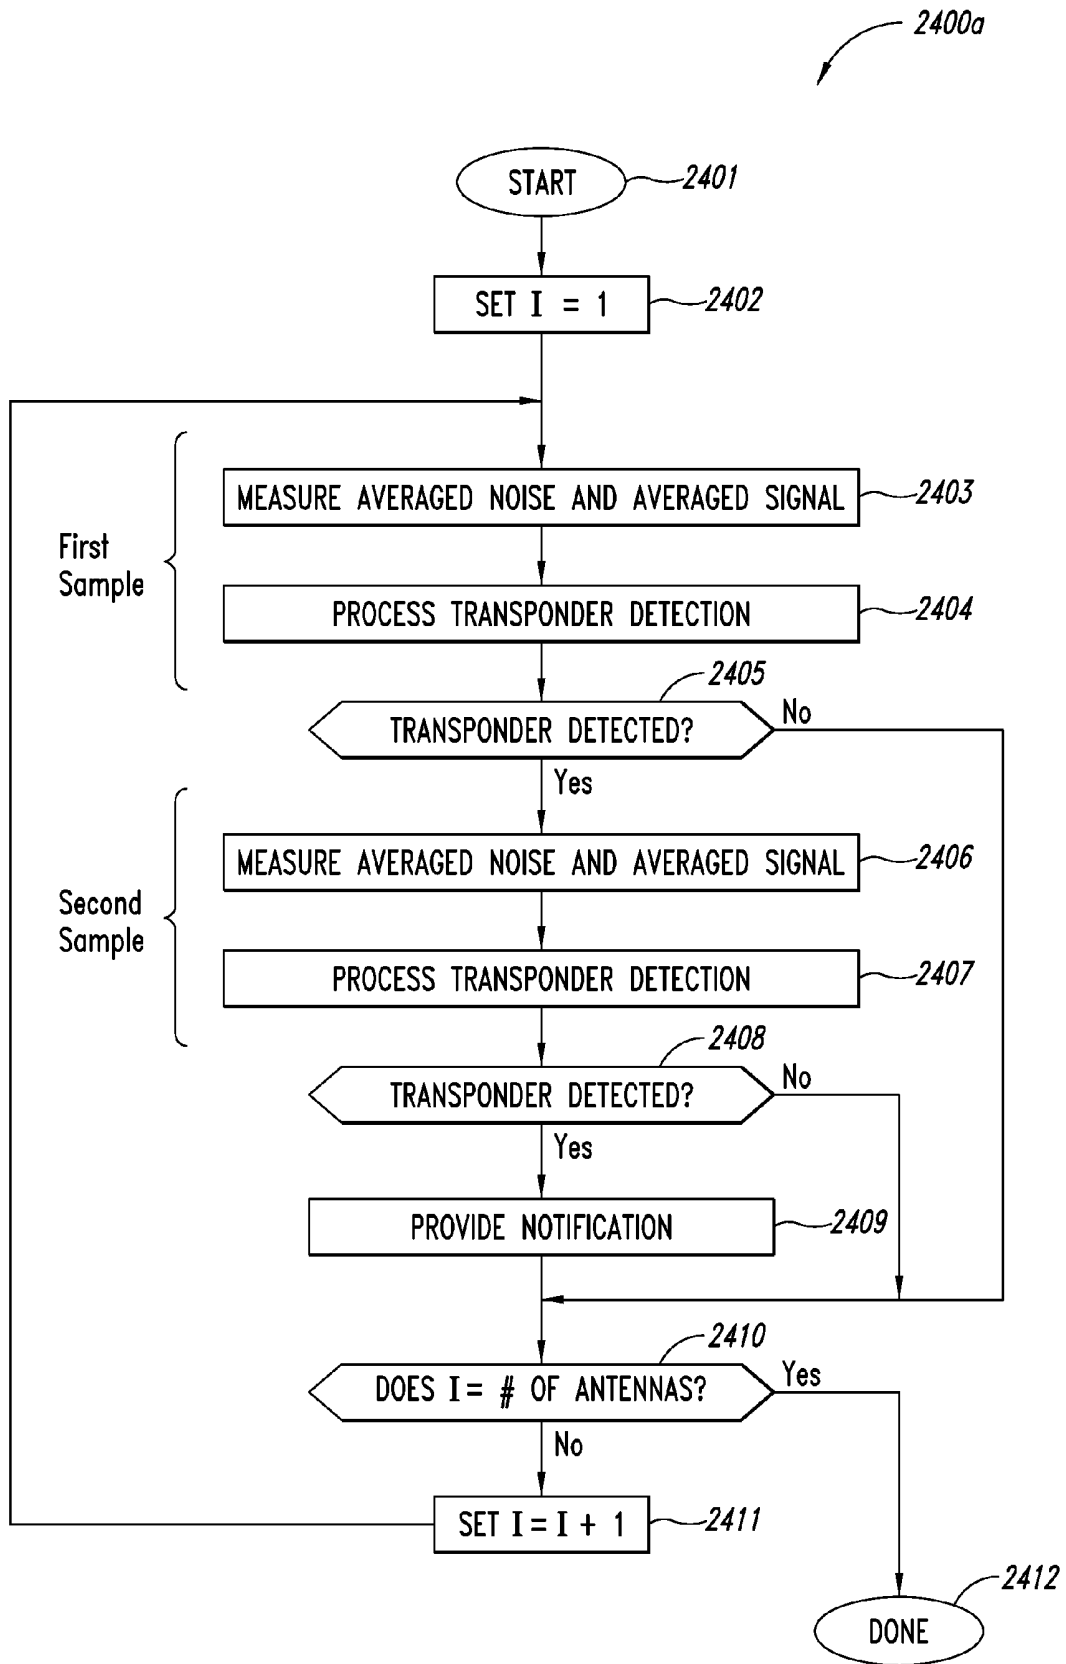 2400a
START
2401
SET I = 1
2402
MEASURE AVERAGED NOISE AND AVERAGED SIGNAL
2403
First
Sample
PROCESS TRANSPONDER DETECTION
2404
2405
TRANSPONDER DETECTED?
No
Yes
MEASURE AVERAGED NOISE AND AVERAGED SIGNAL
2406
Second
Sample
PROCESS TRANSPONDER DETECTION
2407
2408
TRANSPONDER DETECTED?
No
Yes
PROVIDE NOTIFICATION
2409
2410
DOES I = # OF ANTENNAS?
Yes
No
SET I = I + 1
2411
2412
DONE